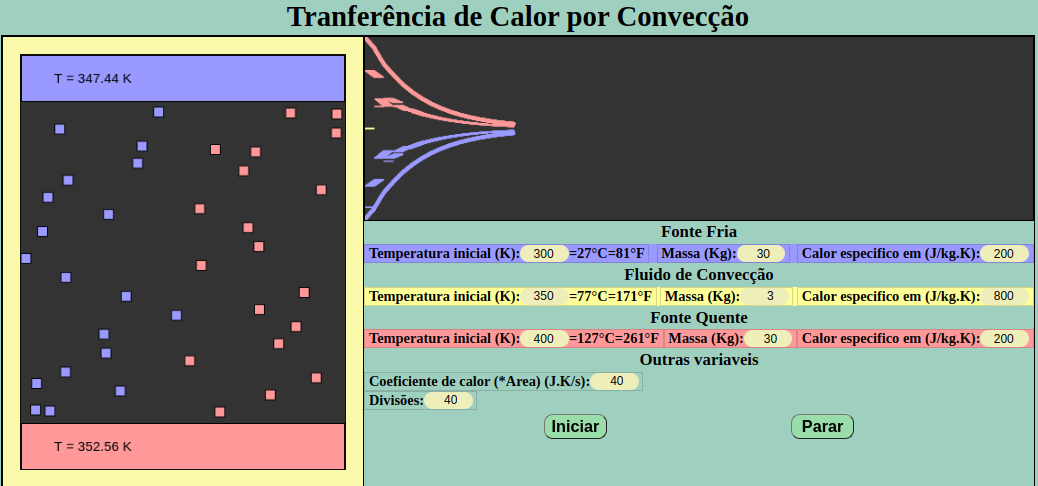 Tranferência de Calor por Convecção
T = 347.44 K
T = 352.56 K
Fonte Fria
Temperatura inicial (K): 300 =27°C=81°F Massa (Kg): 30 Calor especifico em (J/kg.K): 200
Fluido de Convecção
Temperatura inicial (K): 350 =77°C=171°F Massa (Kg): 3 Calor especifico em (J/kg.K): 800
Fonte Quente
Temperatura inicial (K): 400 =127°C=261°F Massa (Kg): 30 Calor especifico em (J/kg.K): 200
Outras variaveis
Coeficiente de calor (*Area) (J.K/s): 40
Divisões: 40
Iniciar Parar